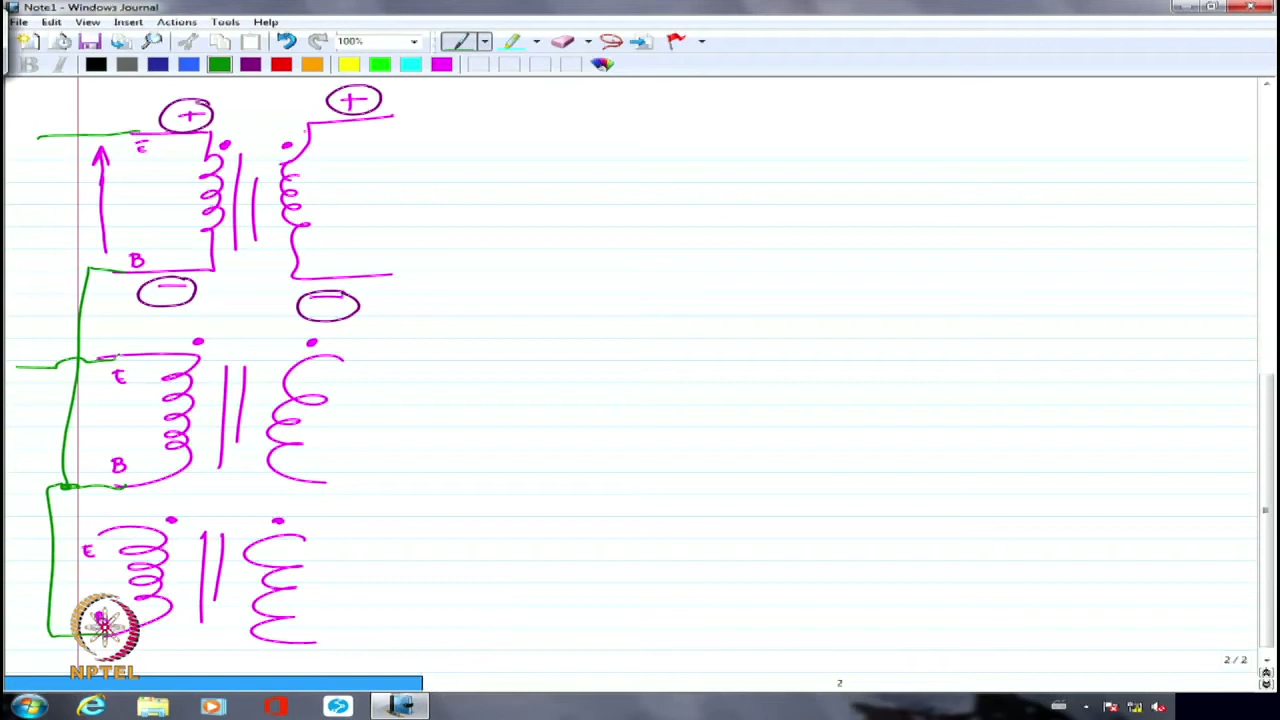 Note1 - Windows Journal
File Edit View Insert Actions Tools Help
100%
B I
+ +
E
B
− −
E
B
E
NPTEL
2/2
2